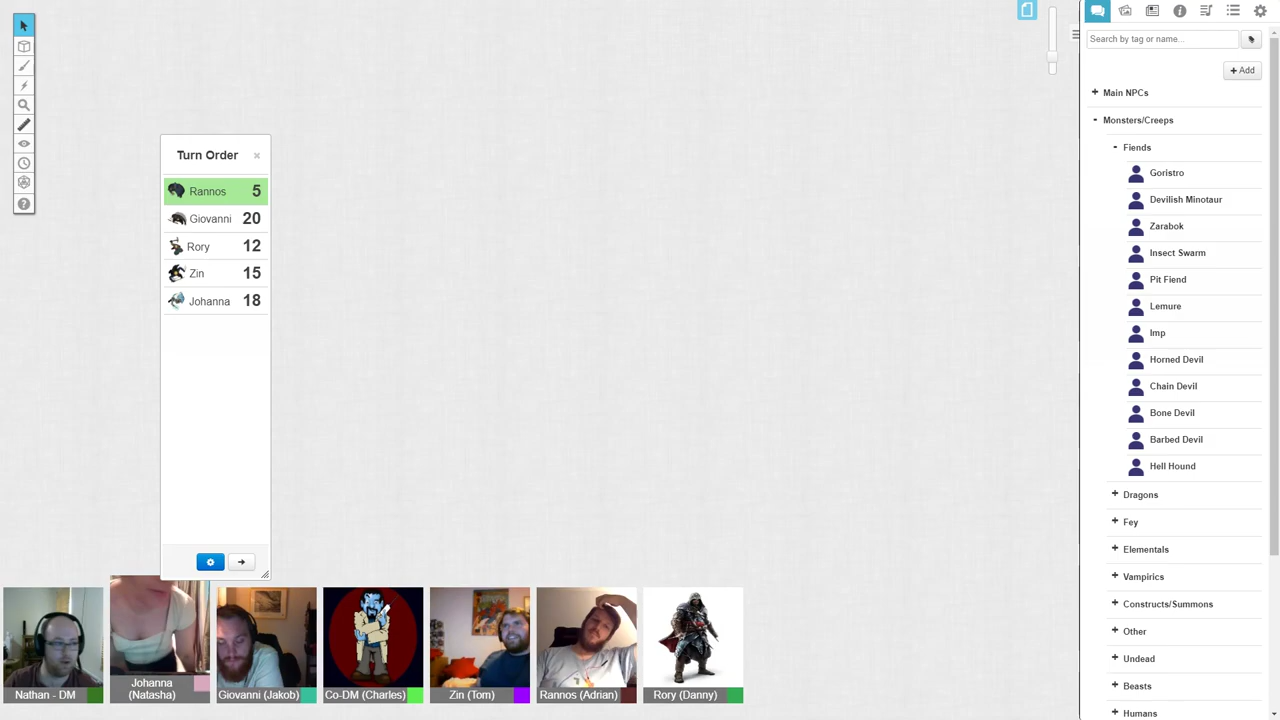 Search by tag or name...
+ Add
Main NPCs
Monsters/Creeps
Fiends
Goristro
Devilish Minotaur
Zarabok
Insect Swarm
Pit Fiend
Lemure
Imp
Horned Devil
Chain Devil
Bone Devil
Barbed Devil
Hell Hound
Dragons
Fey
Elementals
Vampirics
Constructs/Summons
Other
Undead
Beasts
Humans
Turn Order ×
Rannos 5
Giovanni 20
Rory 12
Zin 15
Johanna 18
Nathan - DM
Johanna
(Natasha)
Giovanni (Jakob)
Co-DM (Charles)
Zin (Tom)
Rannos (Adrian)
Rory (Danny)